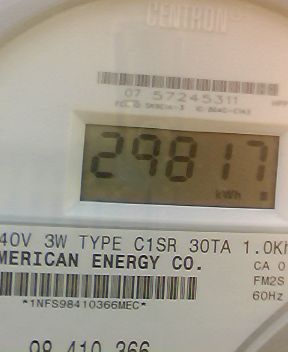 CENTRON®
07 57245311
29817
kWh
40V 3W TYPE C1SR 30TA 1.0Kh
MERICAN ENERGY CO.
CA 0
FM2S
60Hz
*1NFS98410366MEC*
98 410 366